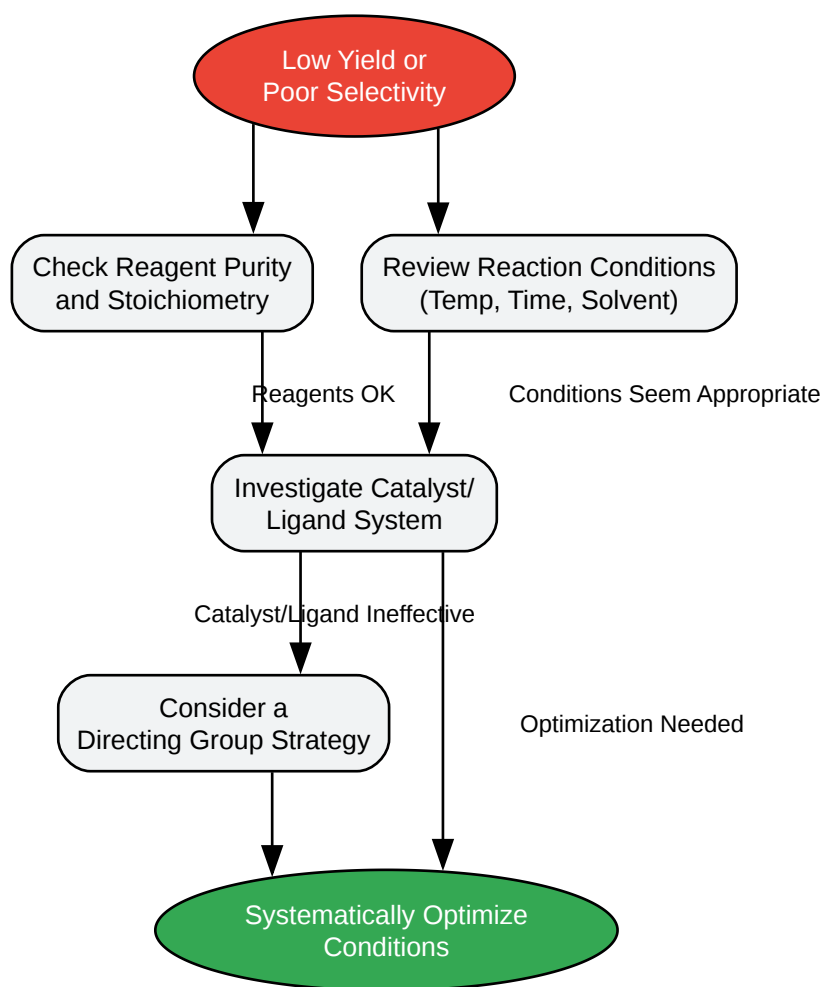 Low Yield or
Poor Selectivity
Check Reagent Purity
and Stoichiometry
Review Reaction Conditions
(Temp, Time, Solvent)
Reagents OK
Conditions Seem Appropriate
Investigate Catalyst/
Ligand System
Catalyst/Ligand Ineffective
Consider a
Directing Group Strategy
Optimization Needed
Systematically Optimize
Conditions